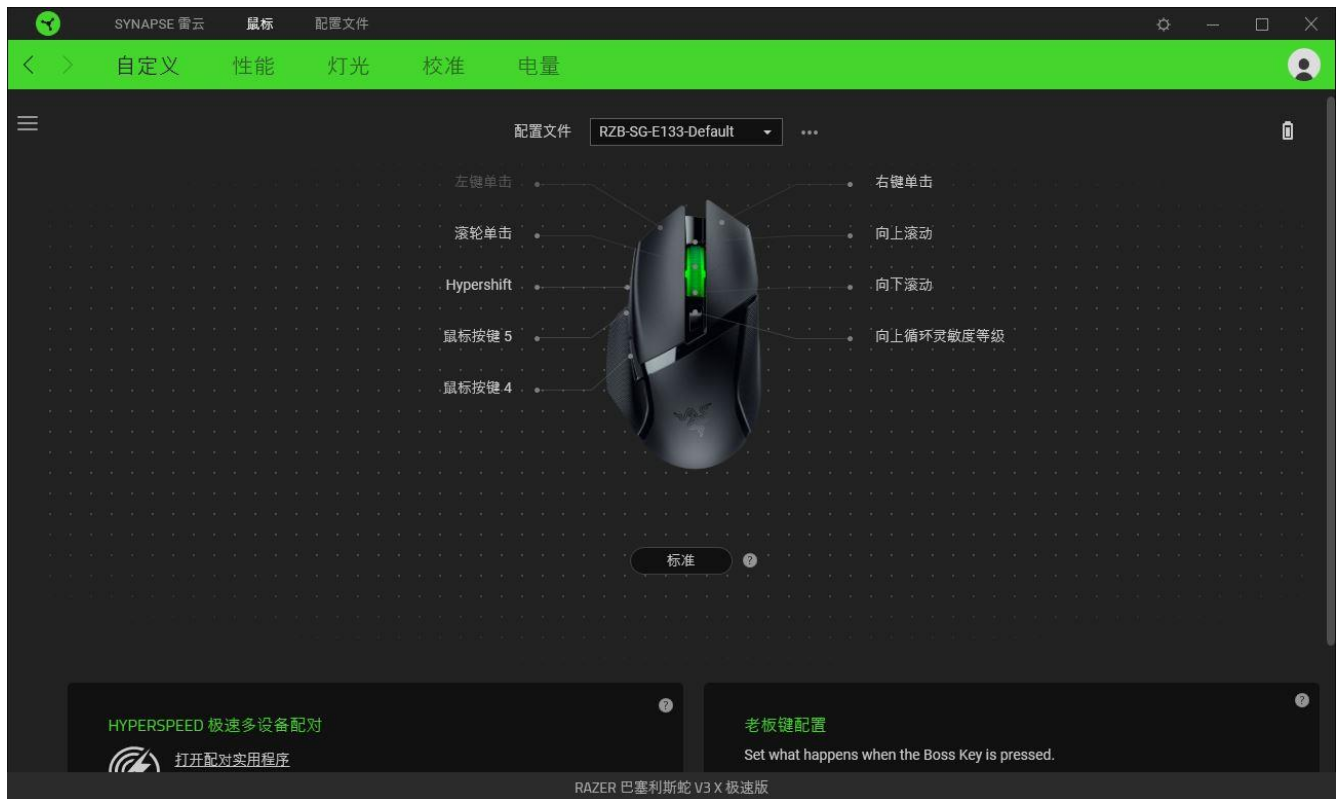 SYNAPSE 雷云 鼠标 配置文件
自定义 性能 灯光 校准 电量
配置文件 RZB-SG-E133-Default
左键单击 右键单击
滚轮单击 向上滚动
Hypershift 向下滚动
鼠标按键 5 向上循环灵敏度等级
鼠标按键 4
标准 ?
HYPERSPEED 极速多设备配对 ?
打开配对实用程序
老板键配置 ?
Set what happens when the Boss Key is pressed.
RAZER 巴塞利斯蛇 V3 X 极速版